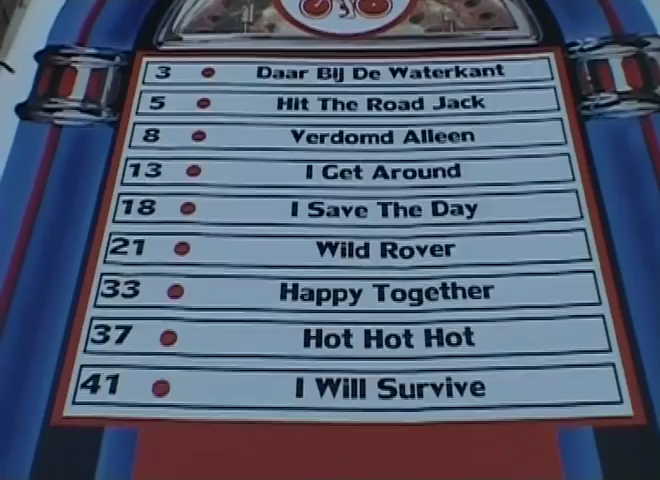 3 Daar Bij De Waterkant
5 Hit The Road Jack
8 Verdomd Alleen
13 I Get Around
18 I Save The Day
21 Wild Rover
33 Happy Together
37 Hot Hot Hot
41 I Will Survive